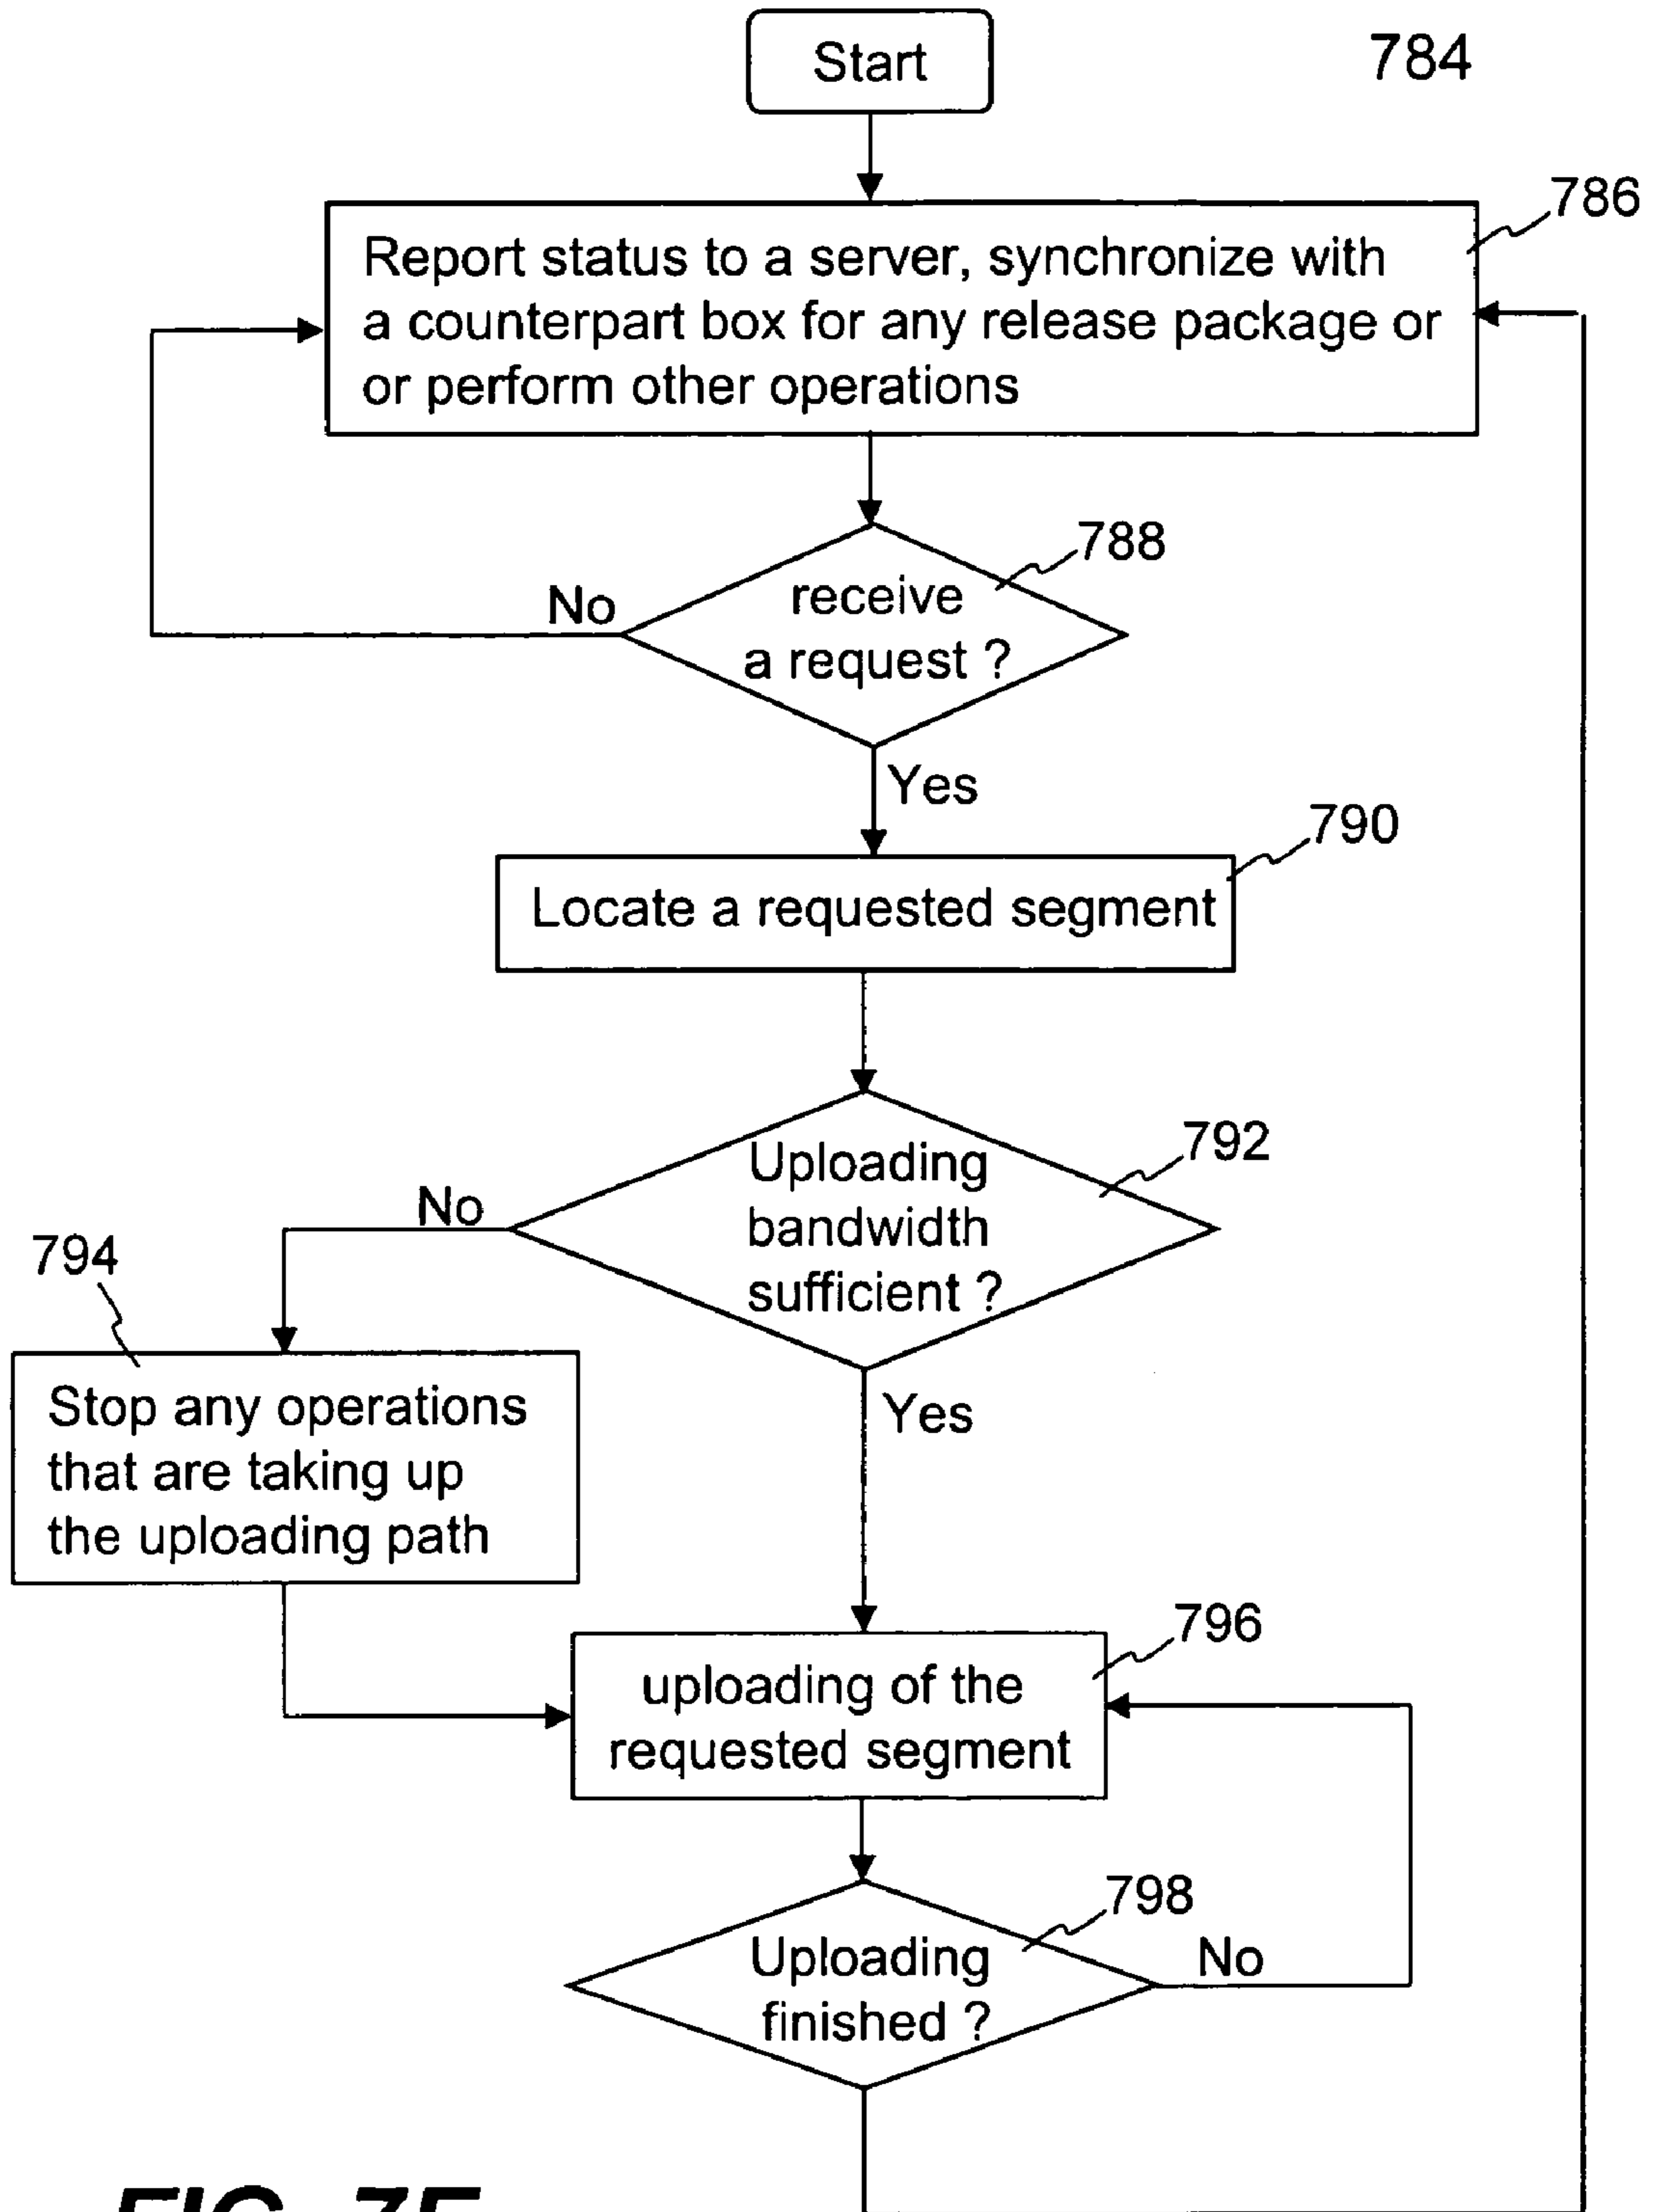 Start
784
786
Report status to a server, synchronize with
a counterpart box for any release package or
or perform other operations
788
No
receive
a request ?
Yes
790
Locate a requested segment
792
Uploading
bandwidth
sufficient ?
No
794
Yes
Stop any operations
that are taking up
the uploading path
796
uploading of the
requested segment
798
Uploading
finished ?
No
FIG.